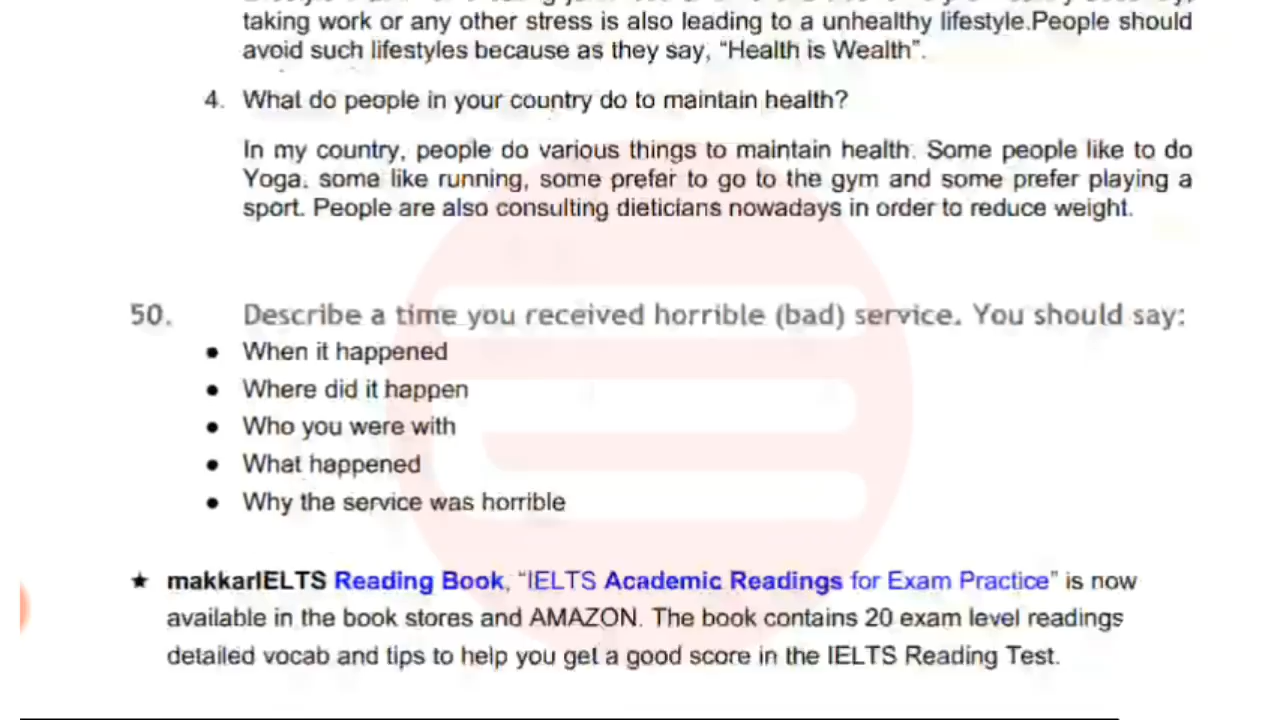 taking work or any other stress is also leading to a unhealthy lifestyle.People should
avoid such lifestyles because as they say, “Health is Wealth”.
4. What do people in your country do to maintain health?
In my country, people do various things to maintain health. Some people like to do
Yoga, some like running, some prefer to go to the gym and some prefer playing a
sport. People are also consulting dieticians nowadays in order to reduce weight.
50. Describe a time you received horrible (bad) service. You should say:
• When it happened
• Where did it happen
• Who you were with
• What happened
• Why the service was horrible
★ makkarIELTS Reading Book, “IELTS Academic Readings for Exam Practice” is now
available in the book stores and AMAZON. The book contains 20 exam level readings
detailed vocab and tips to help you get a good score in the IELTS Reading Test.